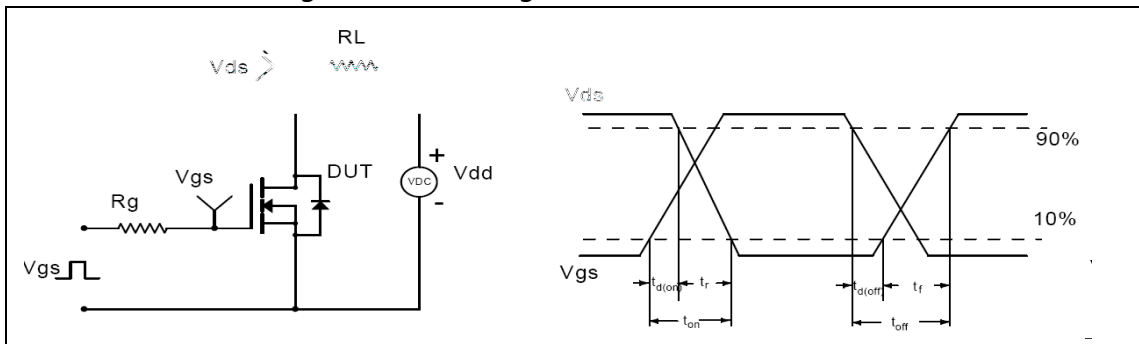 RL
Vds
Vgs
Rg
DUT
VDC
+
Vdd
-
Vgs
Vds
90%
10%
Vgs
td(on)
tr
td(off)
tf
ton
toff